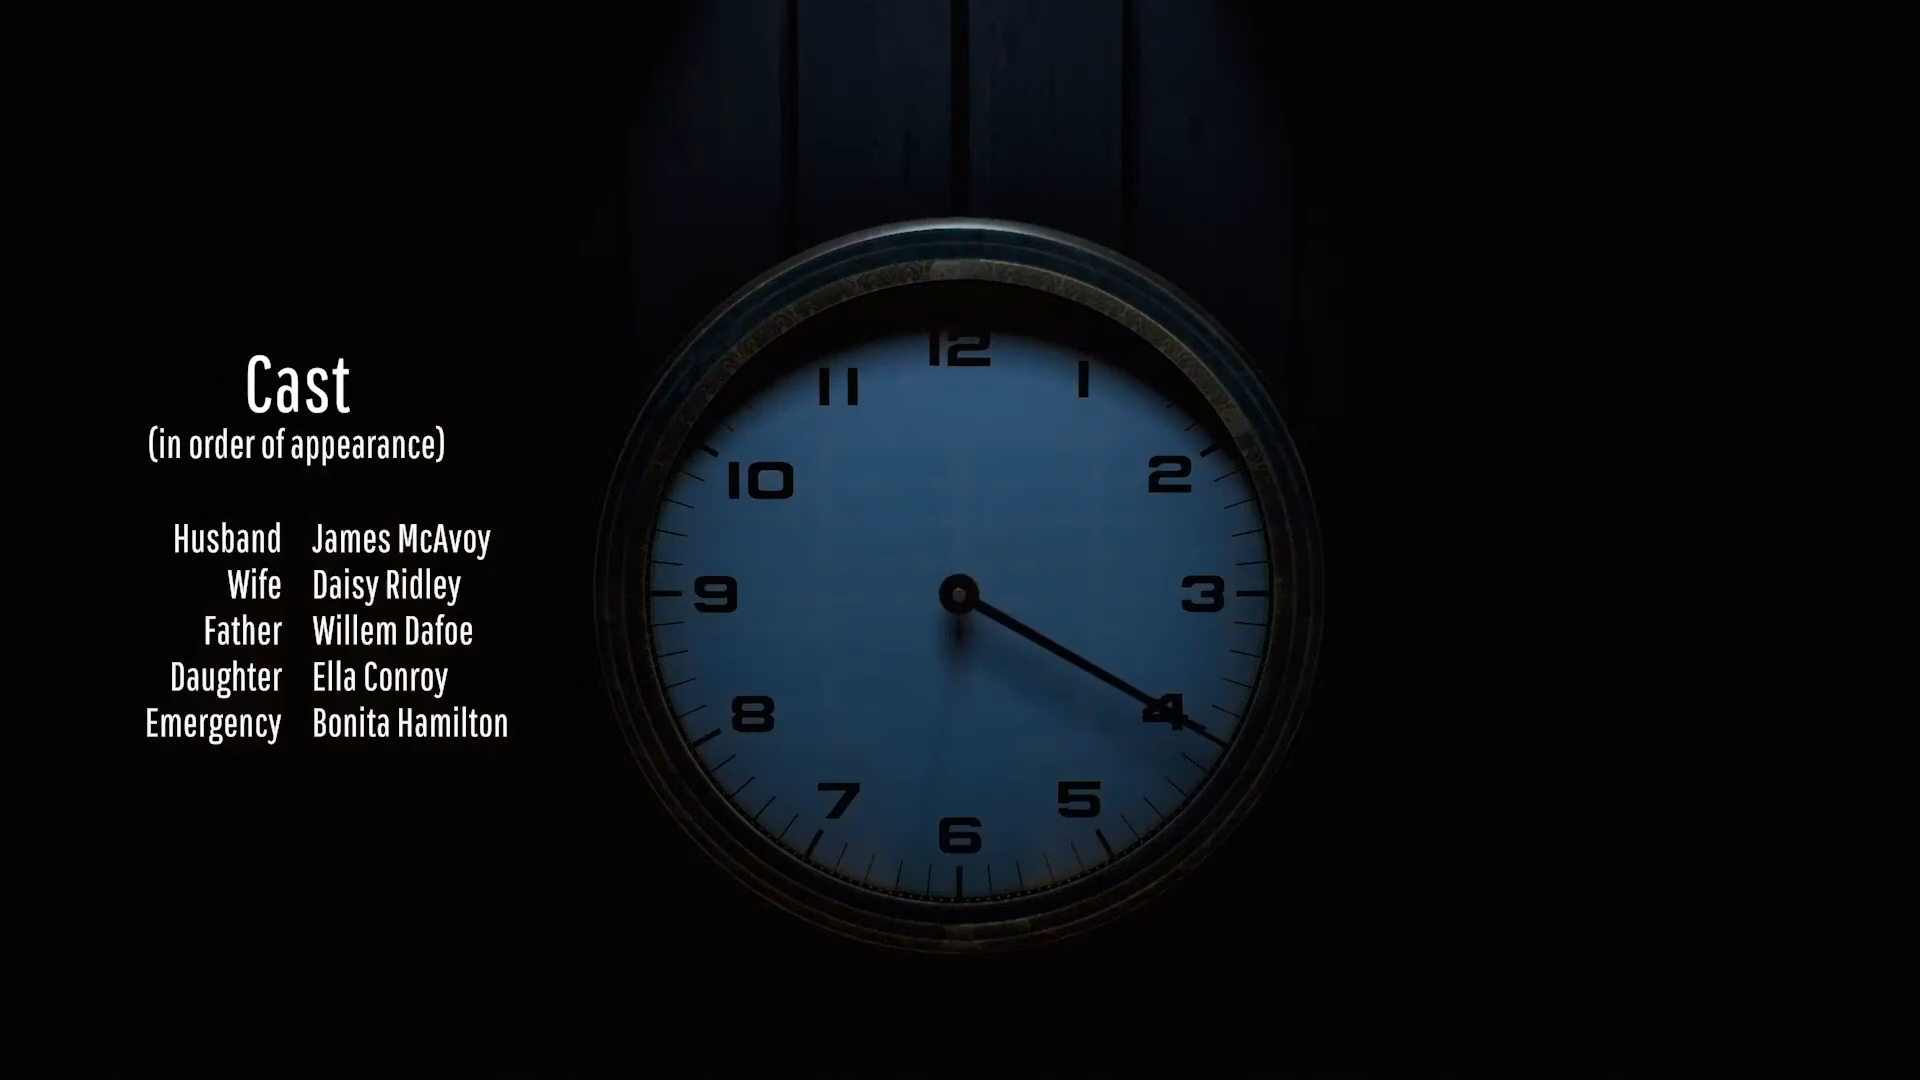 Cast
(in order of appearance)
Husband James McAvoy
Wife Daisy Ridley
Father Willem Dafoe
Daughter Ella Conroy
Emergency Bonita Hamilton
12
11 1
10 2
9 3
8 4
7 5
6